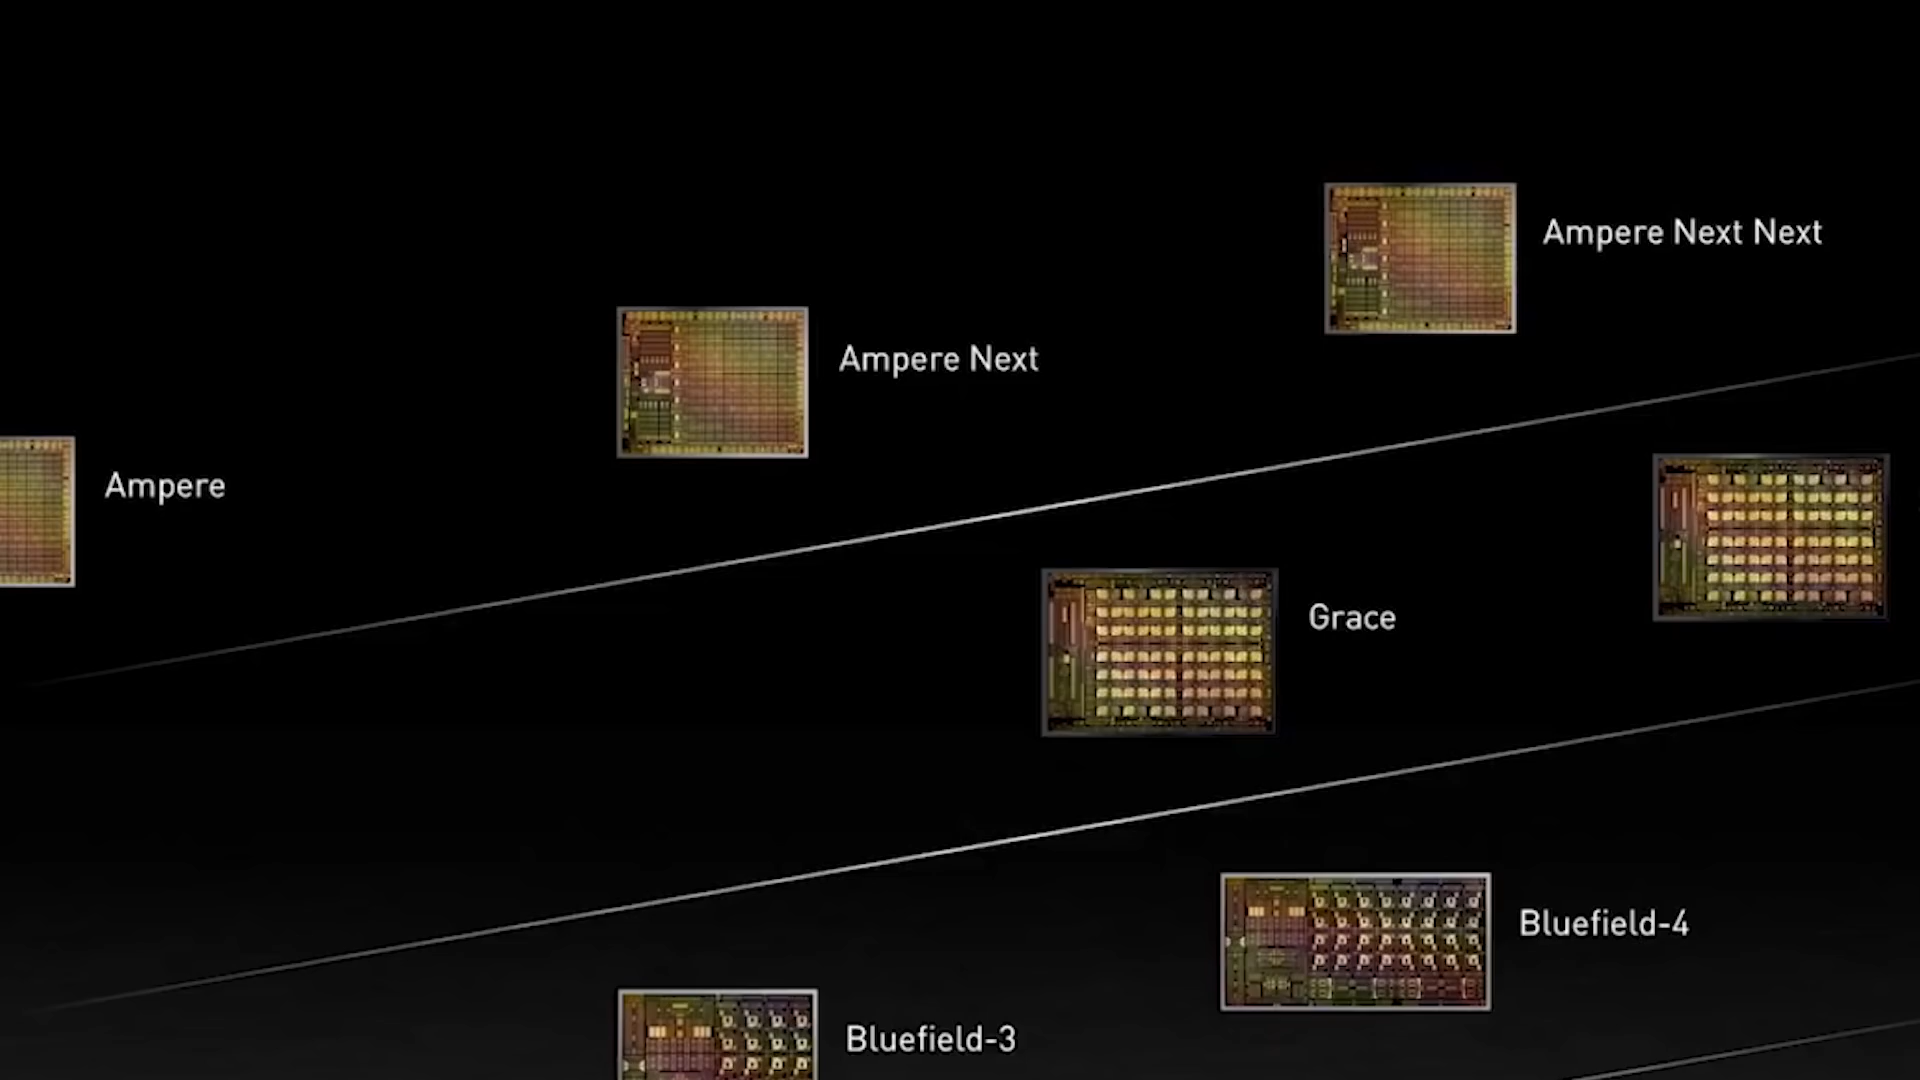 Ampere Next Next
Ampere Next
Ampere
Grace
Bluefield-4
Bluefield-3